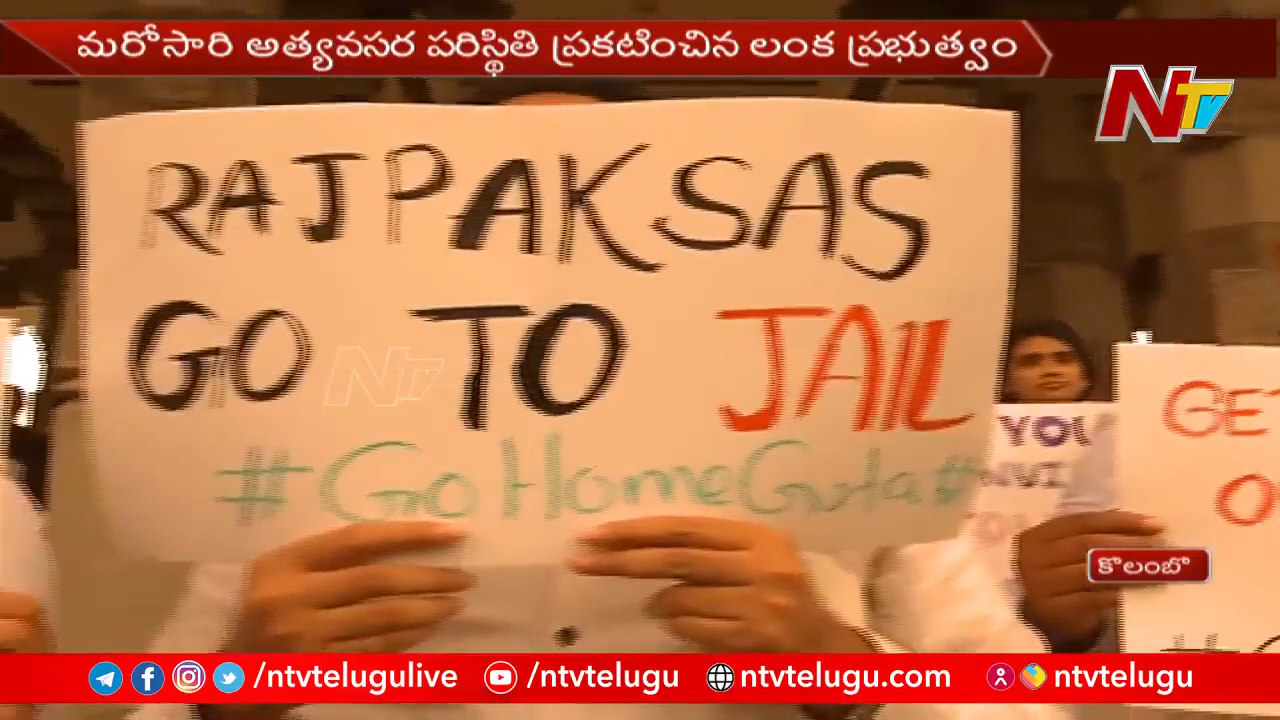 మరోసారి అత్యవసర పరిస్థితి ప్రకటించిన లంక ప్రభుత్వం
NTV
RAJPAKSAS
GO TO JAIL
NTV
#GoHomeGota#
YOU
GET
O
కొలంబొ
/ntvtelugulive
/ntvtelugu
ntvtelugu.com
ntvtelugu